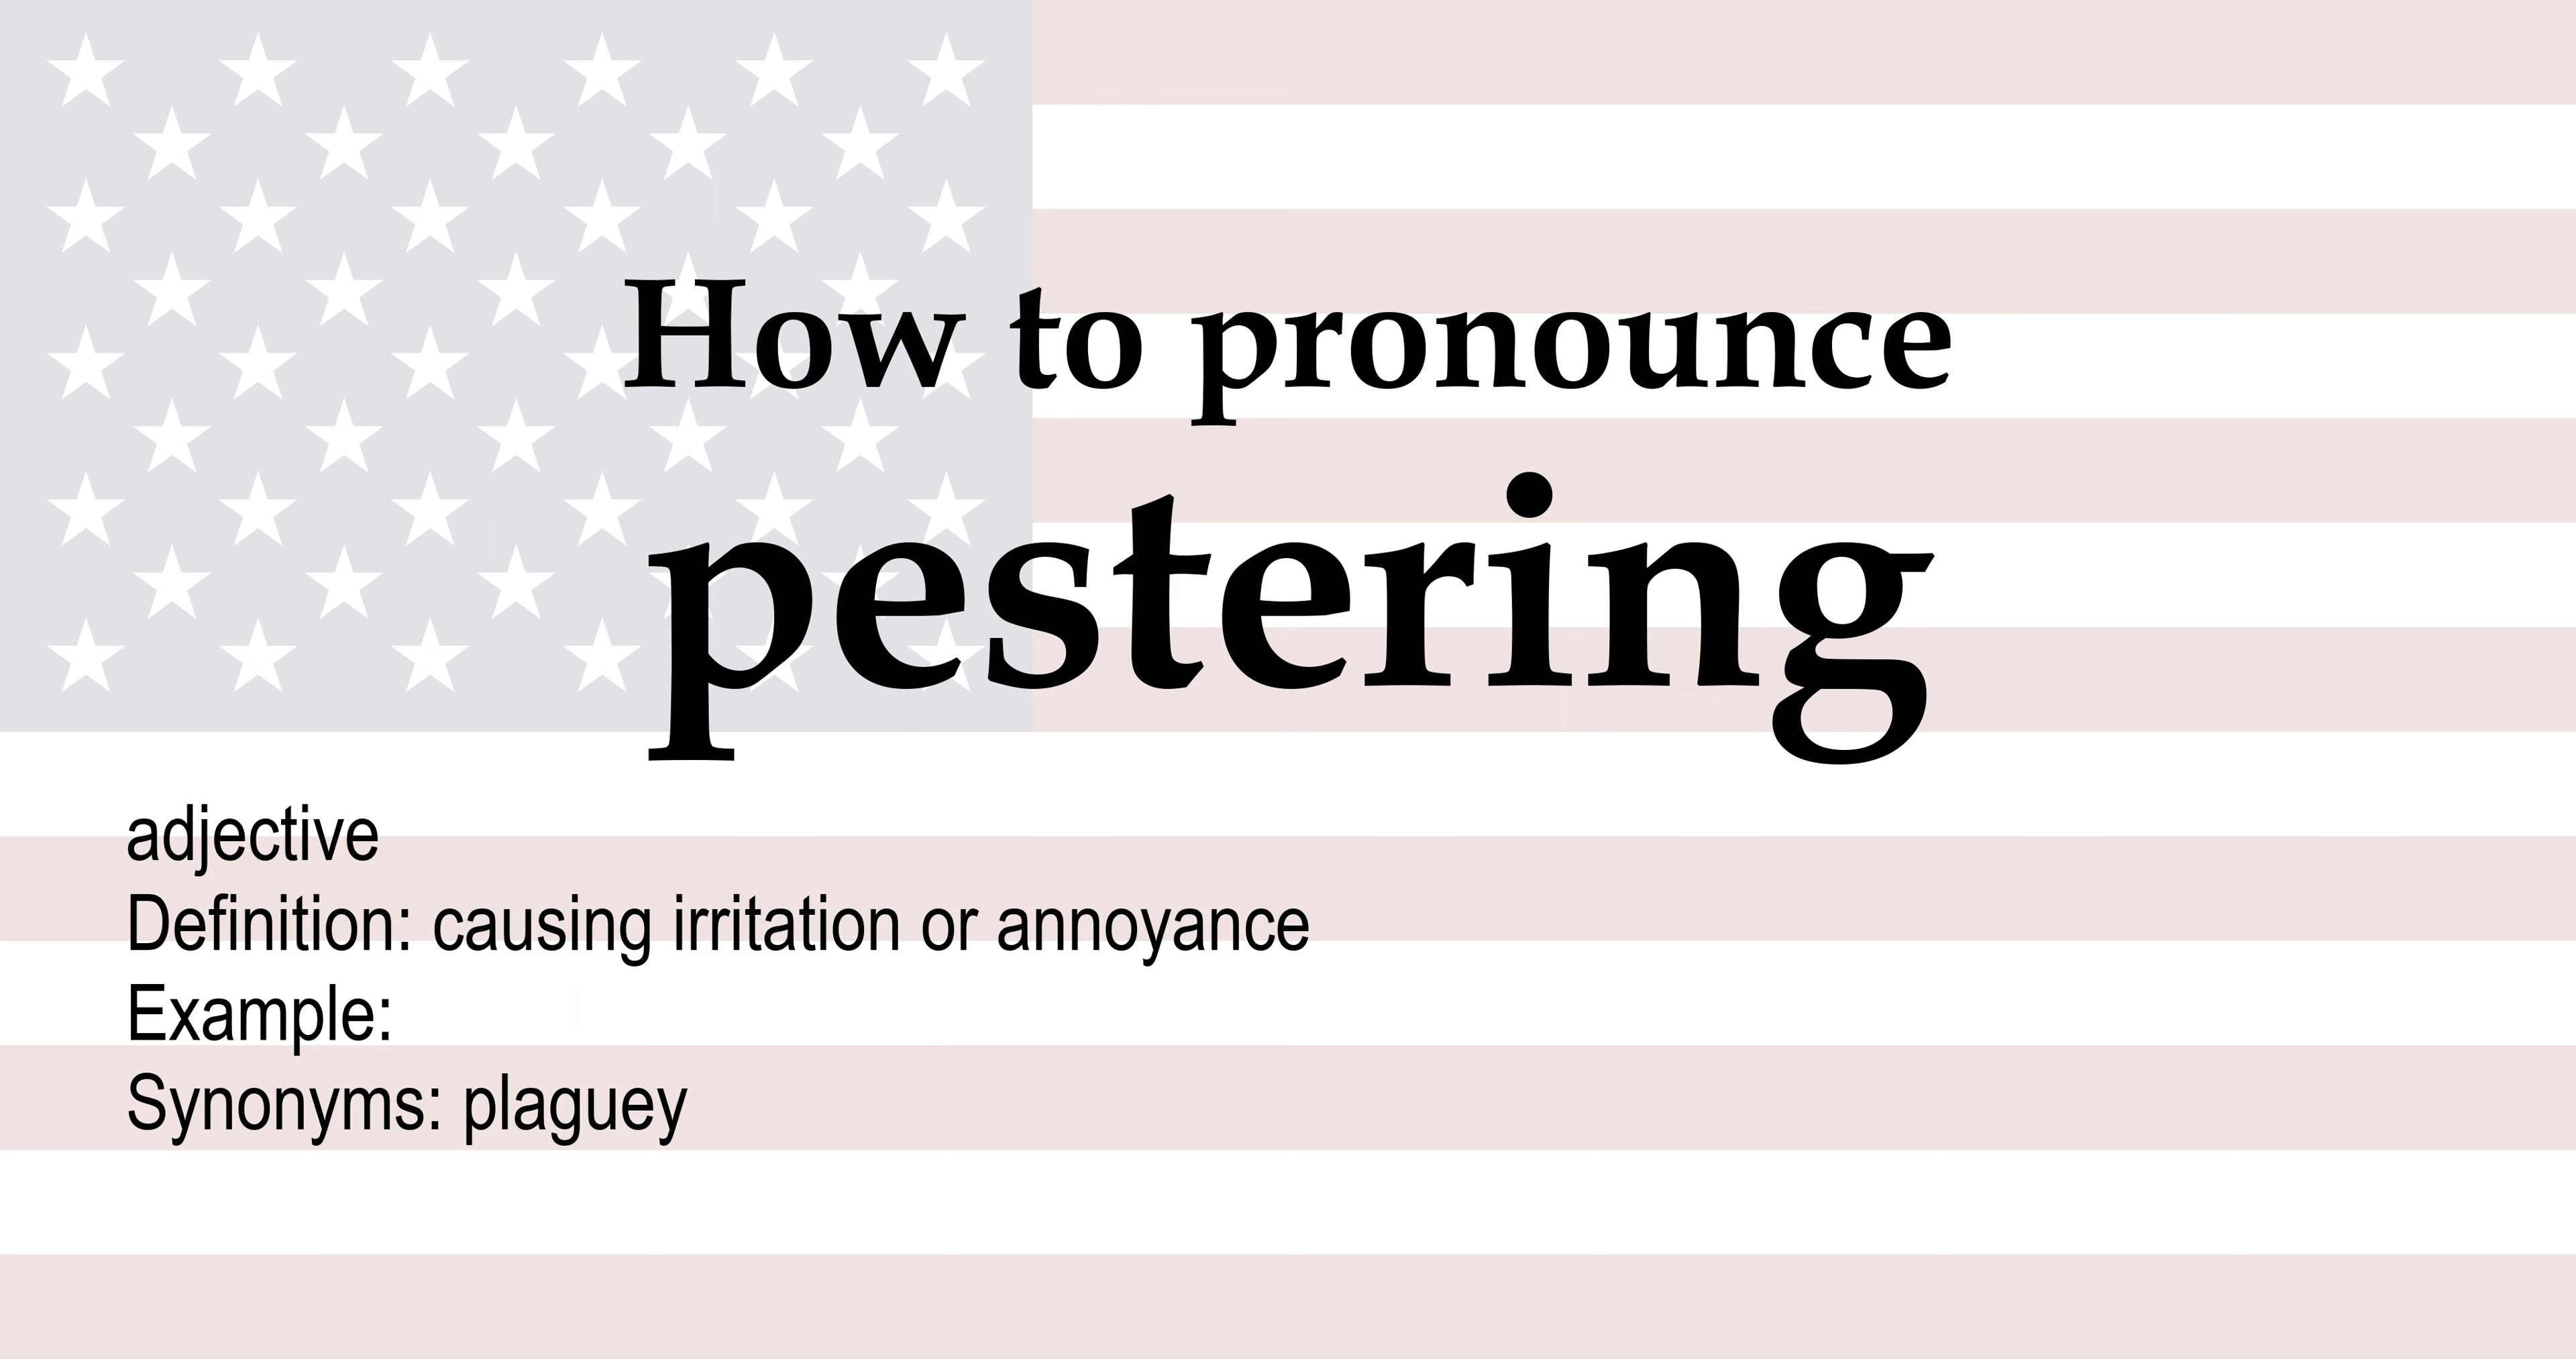 How to pronounce
pestering
adjective
Definition: causing irritation or annoyance
Example:
Synonyms: plaguey